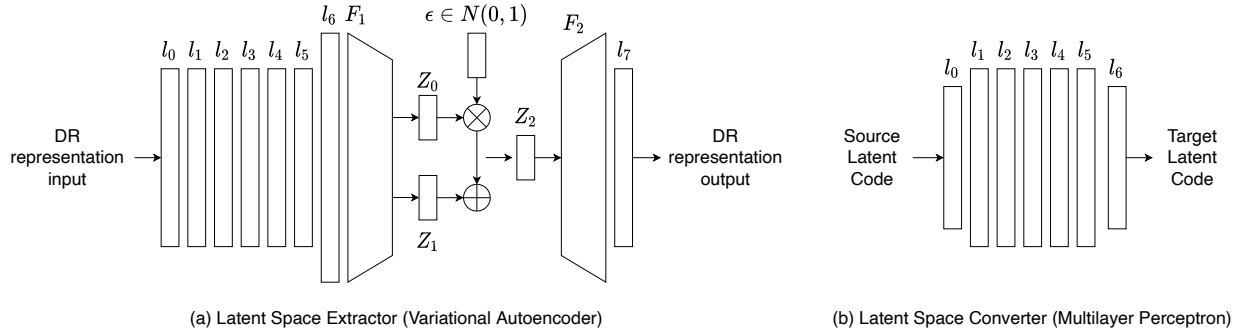 l₆ F₁ ϵ ∈ N(0, 1)
F₂
l₀ l₁ l₂ l₃ l₄ l₅
l₇
Z₀
Z₂
DR
representation
input
DR
representation
output
Z₁
(a) Latent Space Extractor (Variational Autoencoder)
l₁ l₂ l₃ l₄ l₅
l₀
l₆
Source
Latent
Code
Target
Latent
Code
(b) Latent Space Converter (Multilayer Perceptron)